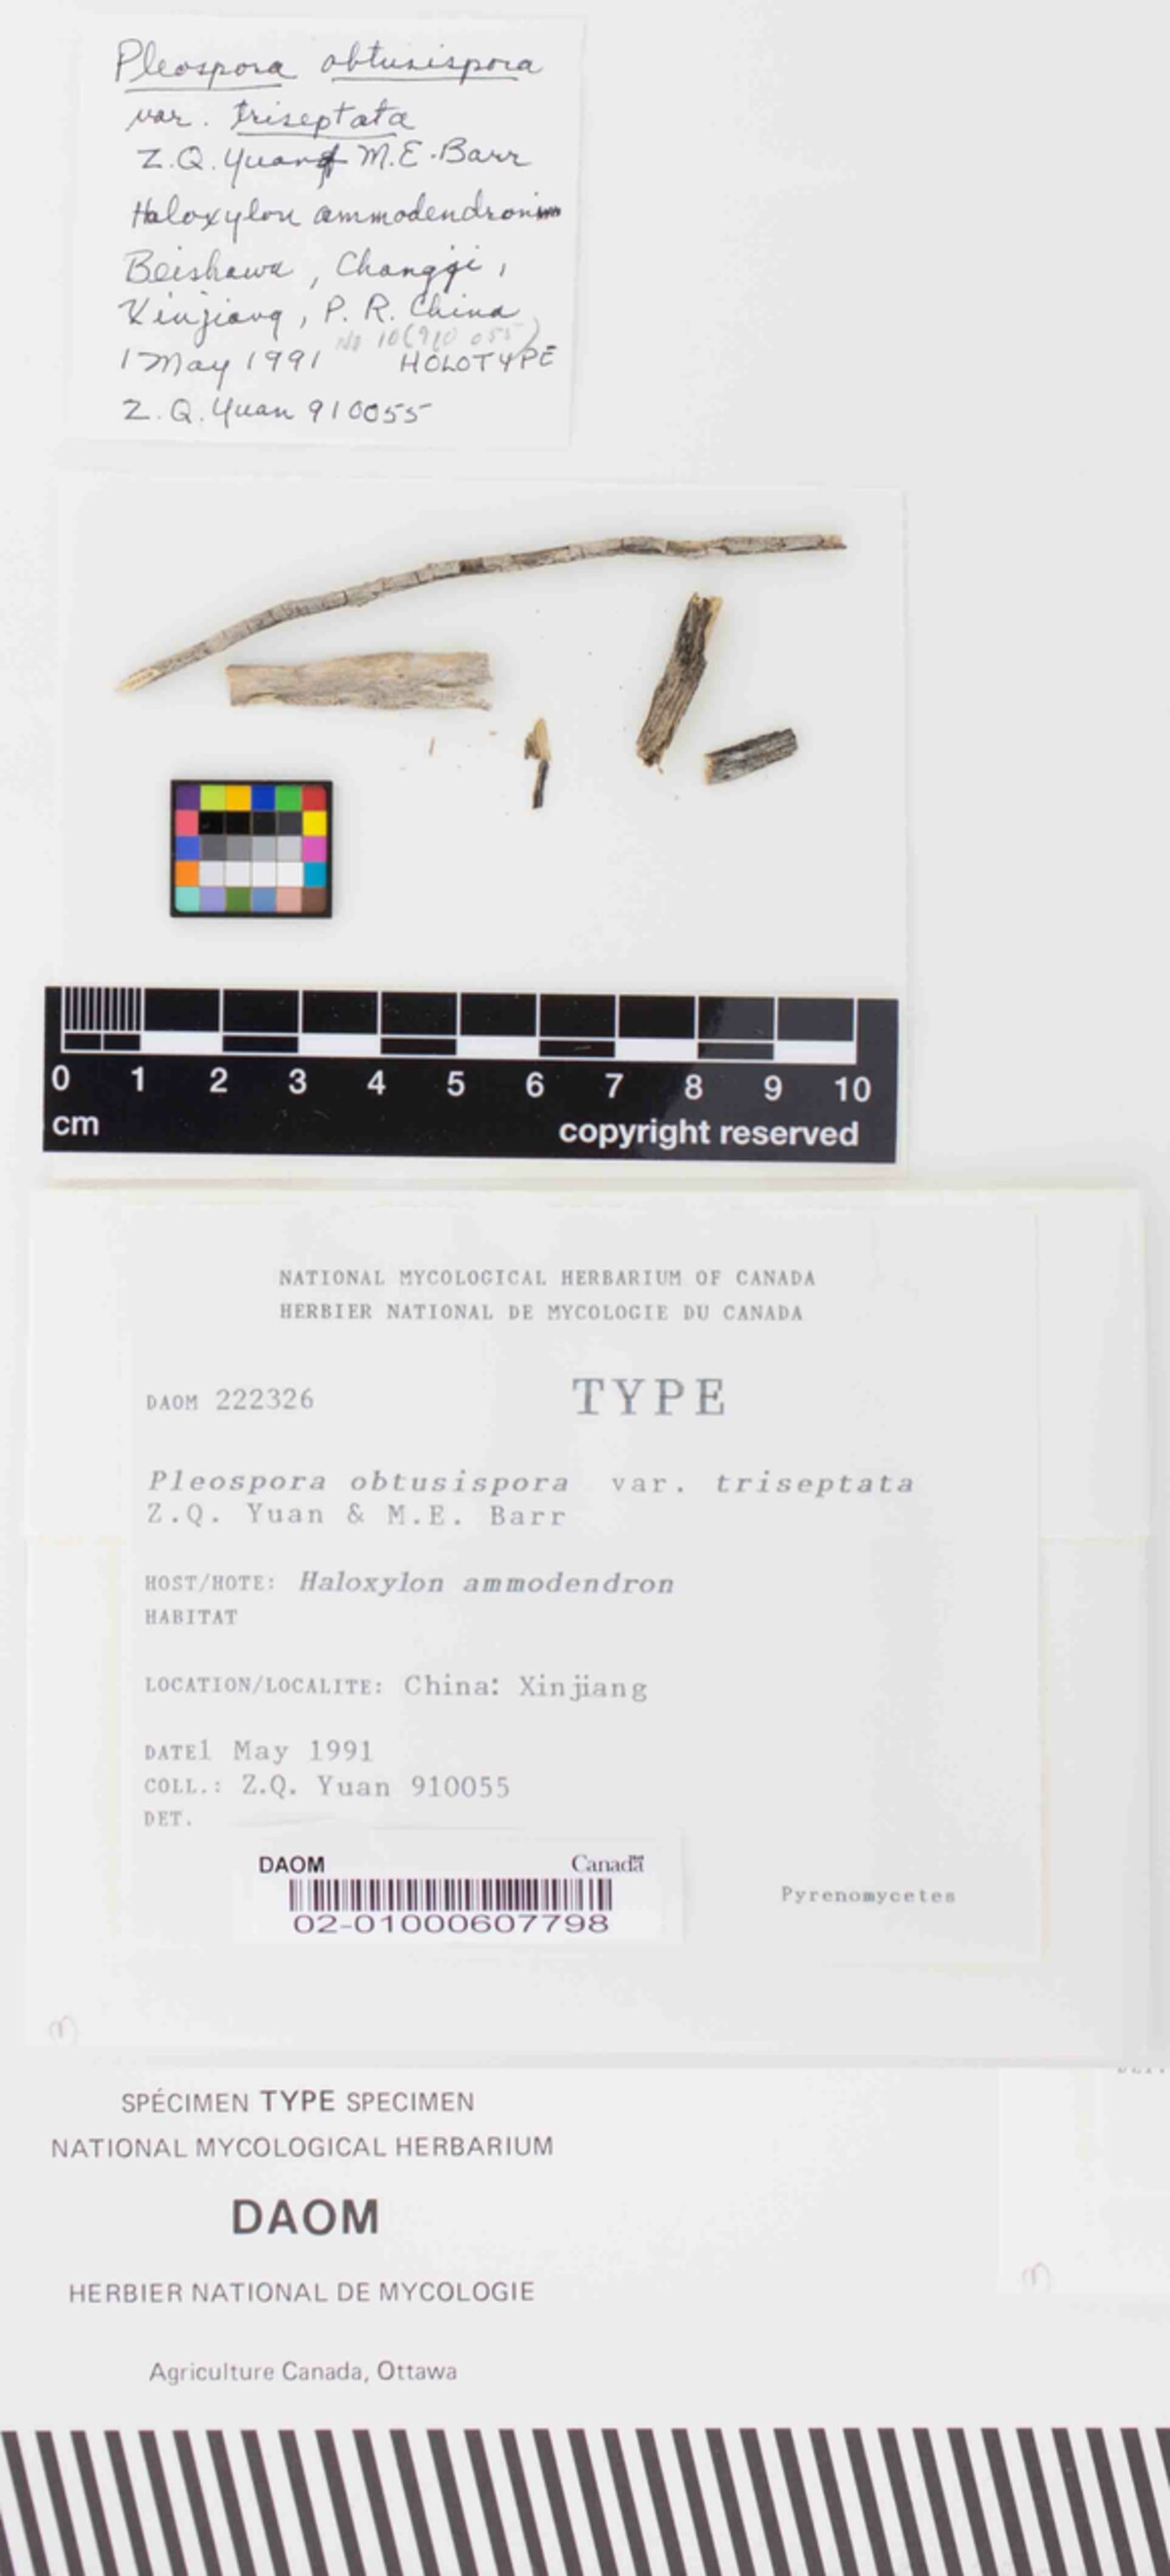 Pleospora obtusispora
var. triseptata
Z.Q. Yuan & M.E. Barr
Haloxylon ammodendron
Beishawa, Changji,
Xinjiang, P. R. China
No 10 (910 055)
1 May 1991 HOLOTYPE
Z.Q. Yuan 910055
0 1 2 3 4 5 6 7 8 9 10
cm copyright reserved
NATIONAL MYCOLOGICAL HERBARIUM OF CANADA
HERBIER NATIONAL DE MYCOLOGIE DU CANADA
DAOM 222326 TYPE
Pleospora obtusispora var. triseptata
Z.Q. Yuan & M.E. Barr
HOST/HOTE: Haloxylon ammodendron
HABITAT
LOCATION/LOCALITE: China: Xinjiang
DATE1 May 1991
COLL.: Z.Q. Yuan 910055
DET.
DAOM Canada
02-01000607798
Pyrenomycetes
SPÉCIMEN TYPE SPECIMEN
NATIONAL MYCOLOGICAL HERBARIUM
DAOM
HERBIER NATIONAL DE MYCOLOGIE
Agriculture Canada, Ottawa